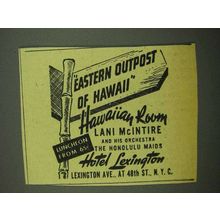 "EASTERN OUTPOST
OF HAWAII"
Hawaiian Room
LANI McINTIRE
AND HIS ORCHESTRA
THE HONOLULU MAIDS
LUNCHEON
FROM 65¢
Hotel Lexington
LEXINGTON AVE., AT 48th ST., N.Y.C.